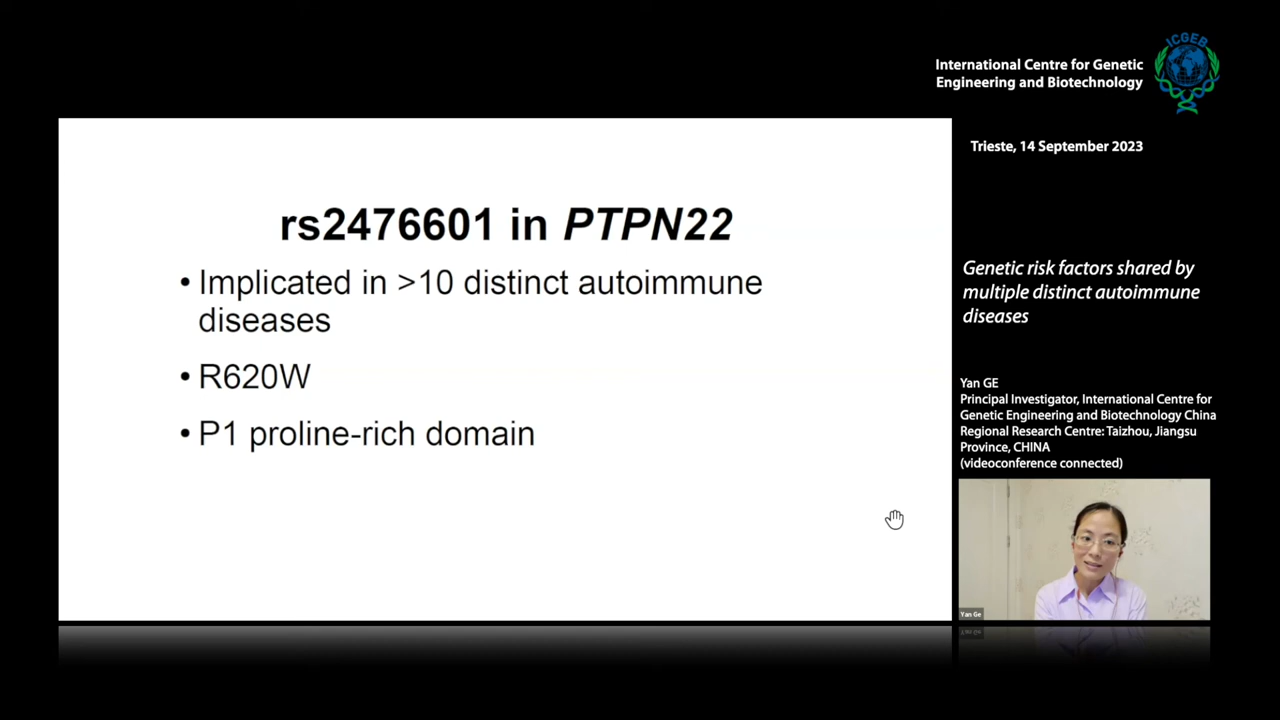 ICGEB
International Centre for Genetic
Engineering and Biotechnology
Trieste, 14 September 2023
rs2476601 in PTPN22
• Implicated in >10 distinct autoimmune
diseases
• R620W
• P1 proline-rich domain
Genetic risk factors shared by
multiple distinct autoimmune
diseases
Yan GE
Principal Investigator, International Centre for
Genetic Engineering and Biotechnology China
Regional Research Centre: Taizhou, Jiangsu
Province, CHINA
(videoconference connected)
Yan Ge